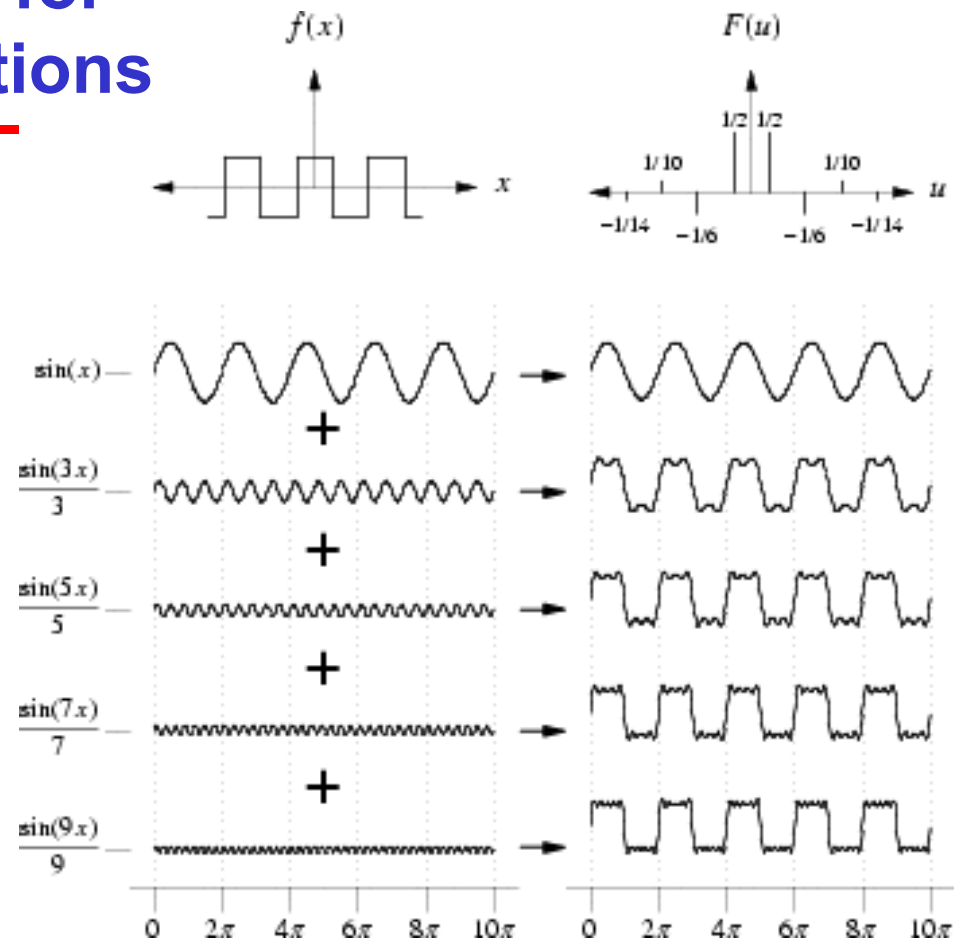 tions
f(x)
F(u)
1/2 1/2
1/10
1/10
x
u
−1/14
−1/6
−1/6
−1/14
sin(x)
+
sin(3x)
3
+
sin(5x)
5
+
sin(7x)
7
+
sin(9x)
9
0 2π 4π 6π 8π 10π
0 2π 4π 6π 8π 10π